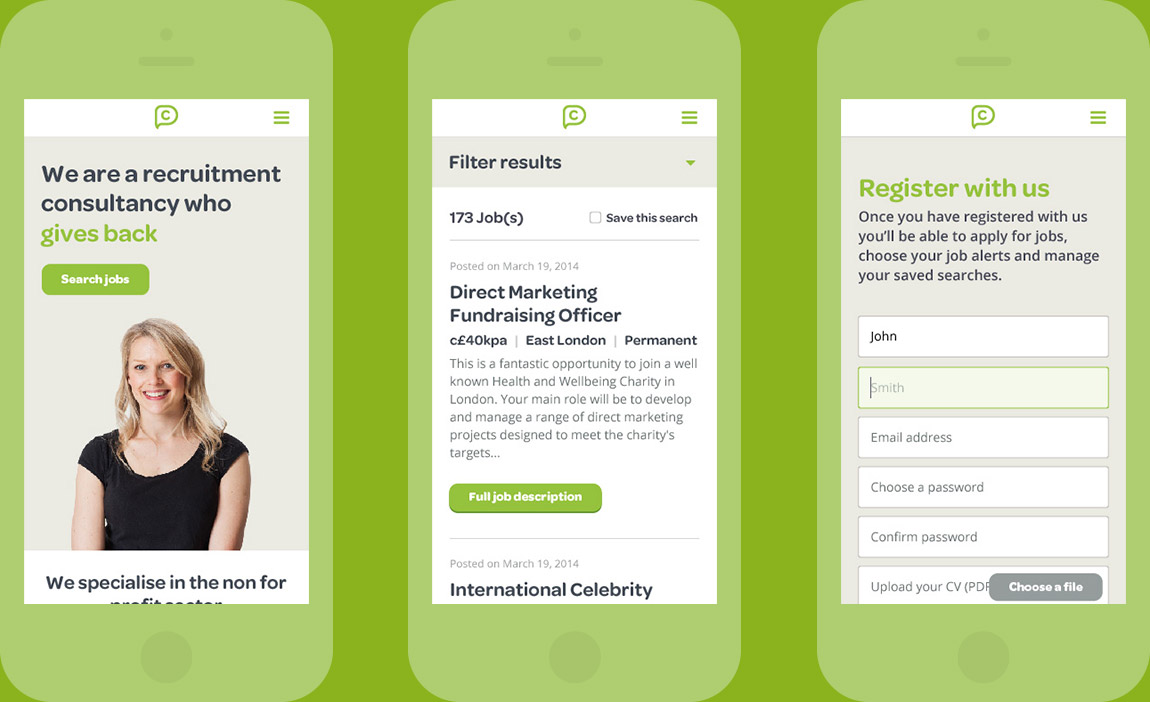 C
We are a recruitment
consultancy who
gives back
Search jobs
We specialise in the non for
profit sector
C
Filter results
173 Job(s)
Save this search
Posted on March 19, 2014
Direct Marketing
Fundraising Officer
c£40kpa | East London | Permanent
This is a fantastic opportunity to join a well
known Health and Wellbeing Charity in
London. Your main role will be to develop
and manage a range of direct marketing
projects designed to meet the charity's
targets...
Full job description
Posted on March 19, 2014
International Celebrity
C
Register with us
Once you have registered with us
you'll be able to apply for jobs,
choose your job alerts and manage
your saved searches.
John
Smith
Email address
Choose a password
Confirm password
Upload your CV (PDF
Choose a file